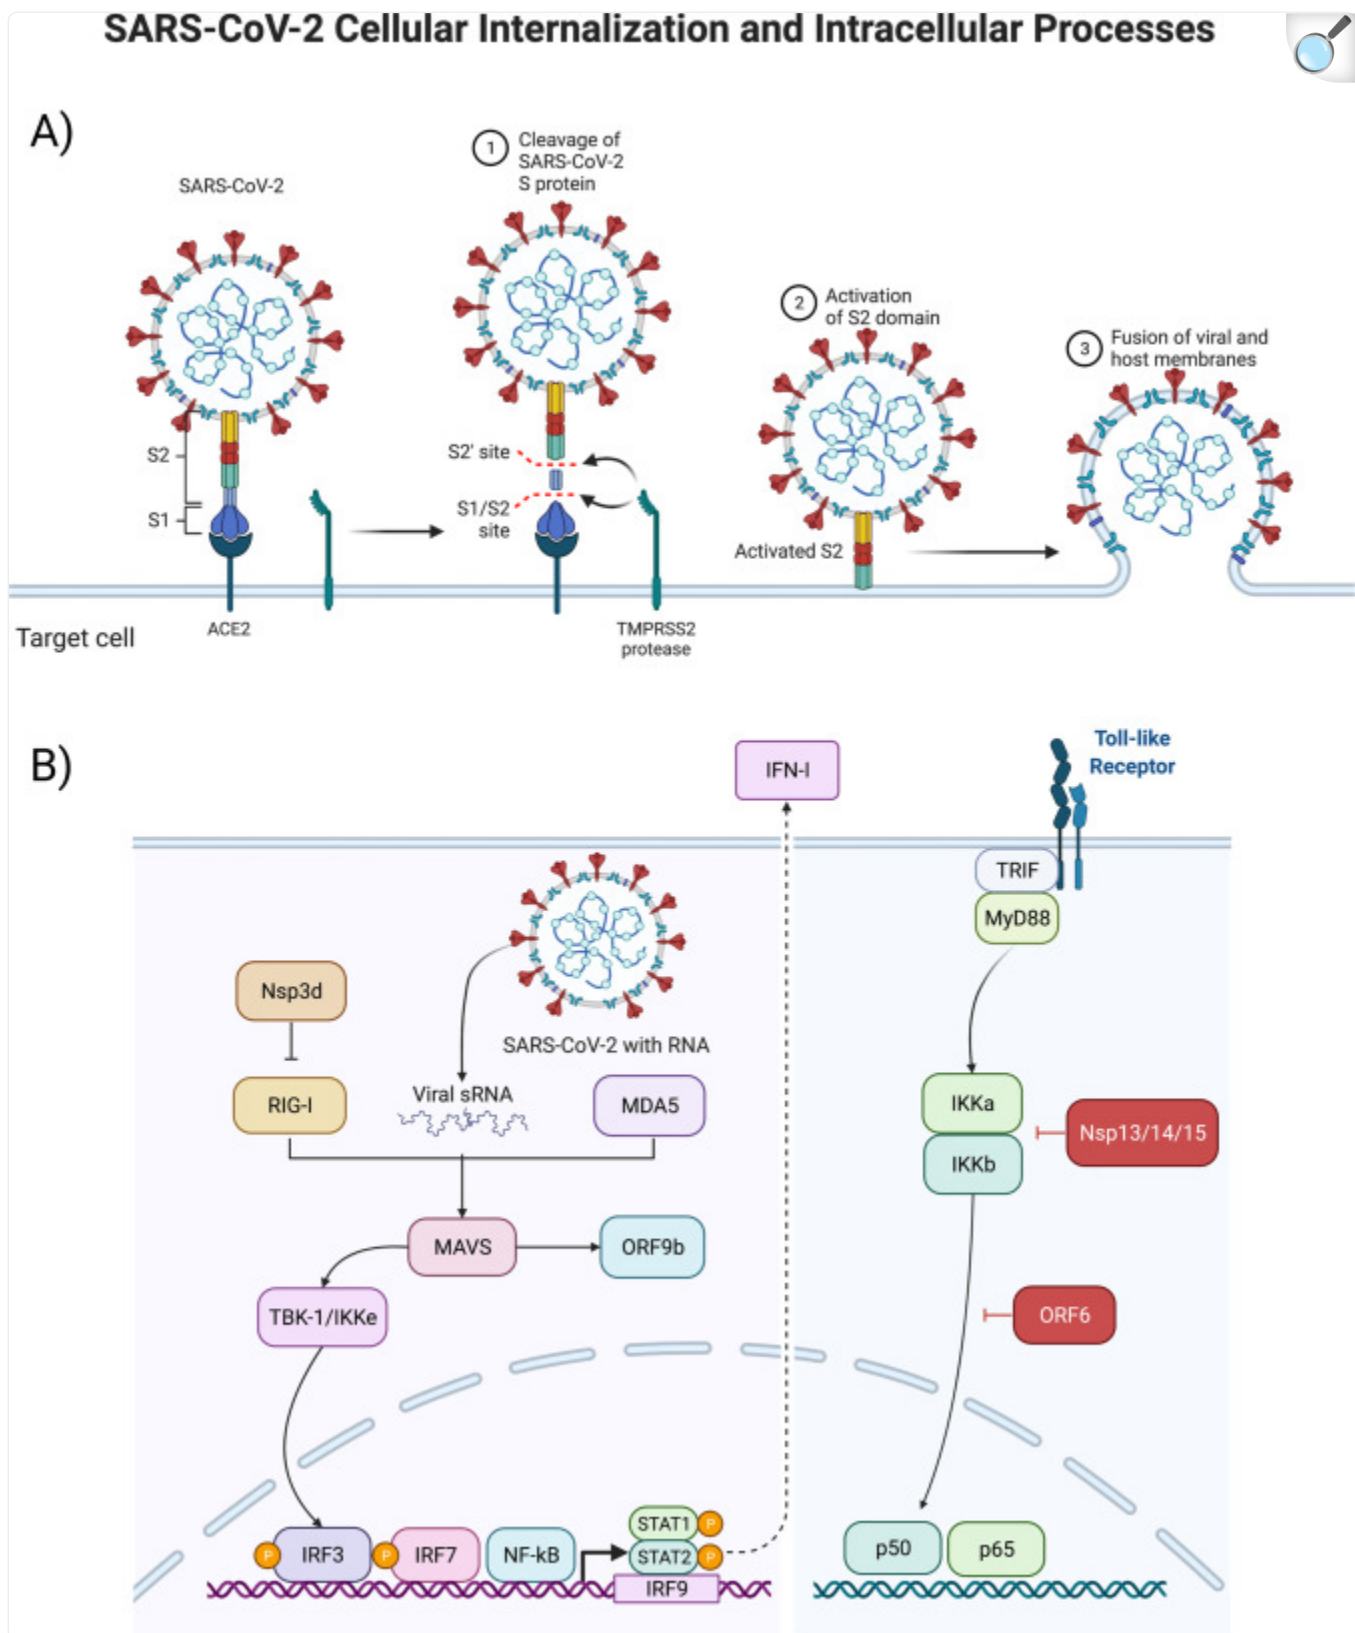 SARS-CoV-2 Cellular Internalization and Intracellular Processes
A)
SARS-CoV-2
1
Cleavage of
SARS-CoV-2
S protein
2
Activation
of S2 domain
3
Fusion of viral and
host membranes
S2
S1
S2' site
S1/S2
site
Activated S2
ACE2
TMPRSS2
protease
Target cell
B)
IFN-I
Toll-like
Receptor
TRIF
MyD88
Nsp3d
SARS-CoV-2 with RNA
RIG-I
Viral sRNA
MDA5
IKKa
IKKb
Nsp13/14/15
MAVS
ORF9b
TBK-1/IKKe
ORF6
P
IRF3
P
IRF7
NF-kB
STAT1
P
STAT2
P
IRF9
p50
p65